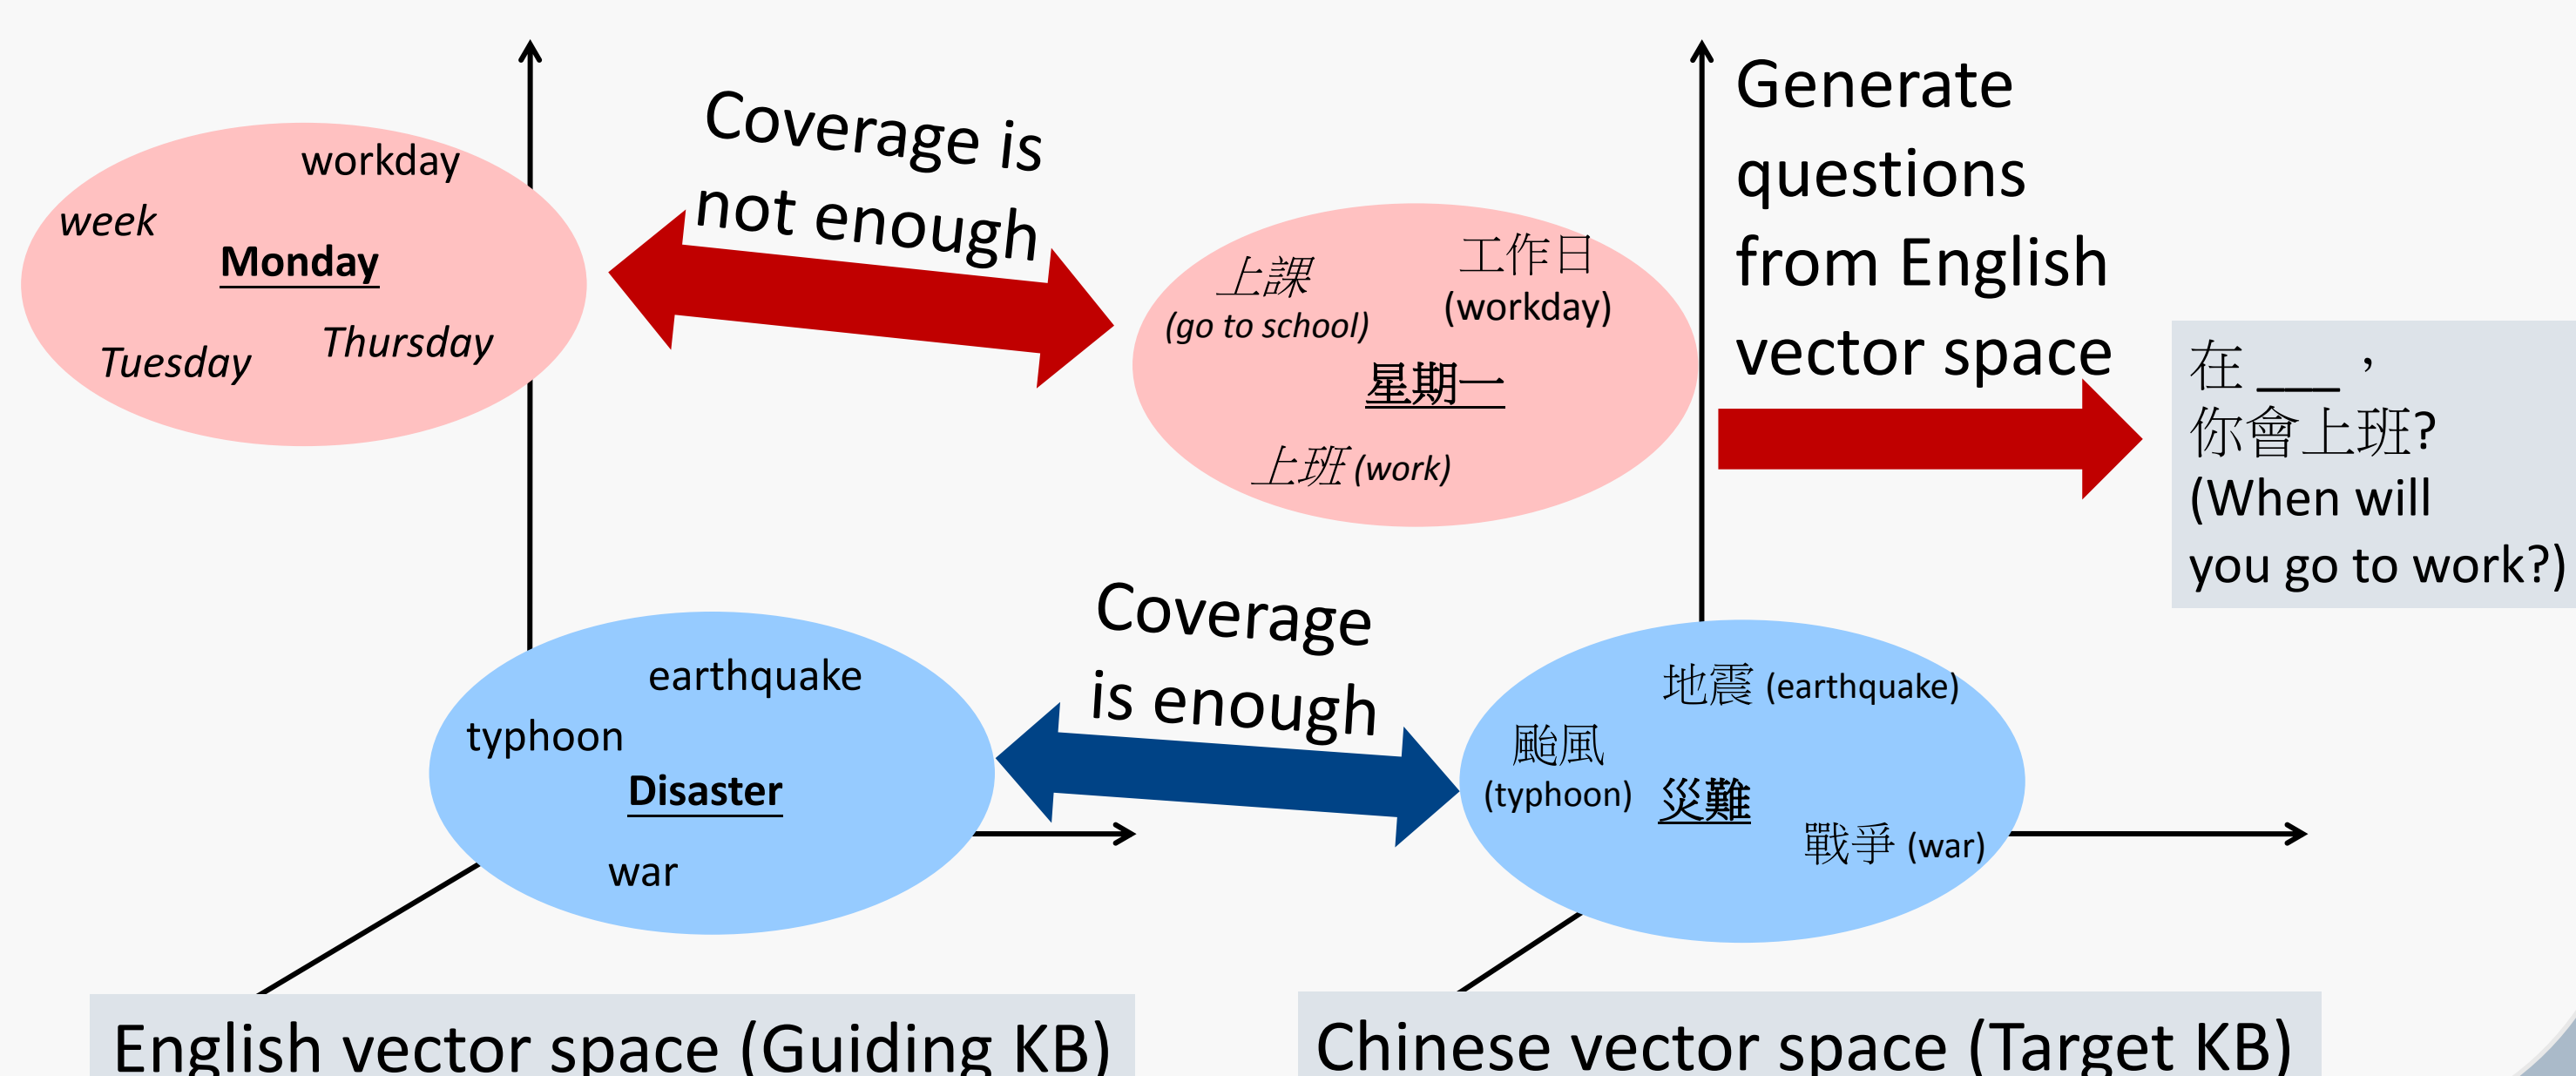 workday
week
Monday
Tuesday
Thursday
Coverage is
not enough
上課
(go to school)
工作日
(workday)
星期一
上班 (work)
Generate
questions
from English
vector space
在 ___，
你會上班?
(When will
you go to work?)
earthquake
typhoon
Disaster
war
Coverage
is enough
地震 (earthquake)
颱風
(typhoon)
災難
戰爭 (war)
English vector space (Guiding KB)
Chinese vector space (Target KB)